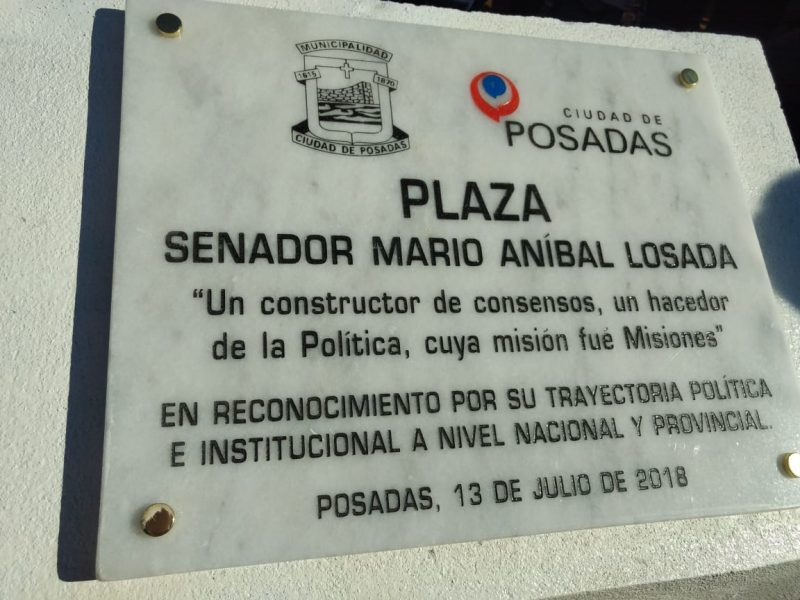 MUNICIPALIDAD
1615 1870
CIUDAD DE POSADAS
CIUDAD DE
POSADAS
PLAZA
SENADOR MARIO ANÍBAL LOSADA
“Un constructor de consensos, un hacedor
de la Política, cuya misión fué Misiones”
EN RECONOCIMIENTO POR SU TRAYECTORIA POLÍTICA
E INSTITUCIONAL A NIVEL NACIONAL Y PROVINCIAL.
POSADAS, 13 DE JULIO DE 2018